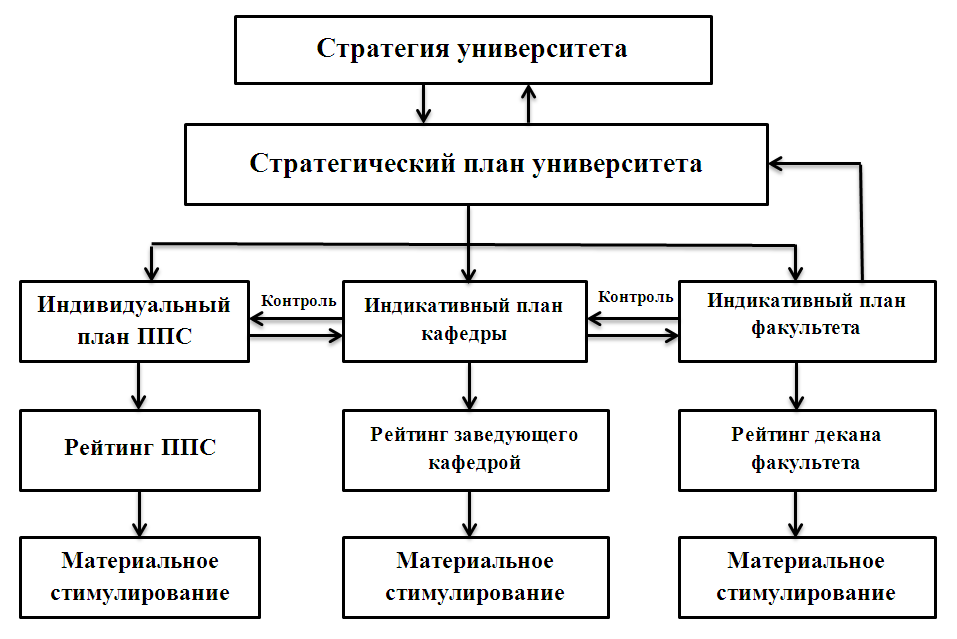 Стратегия университета
Стратегический план университета
Индивидуальный
план ППС
Контроль
Индикативный план
кафедры
Контроль
Индикативный план
факультета
Рейтинг ППС
Рейтинг заведующего
кафедрой
Рейтинг декана
факультета
Материальное
стимулирование
Материальное
стимулирование
Материальное
стимулирование